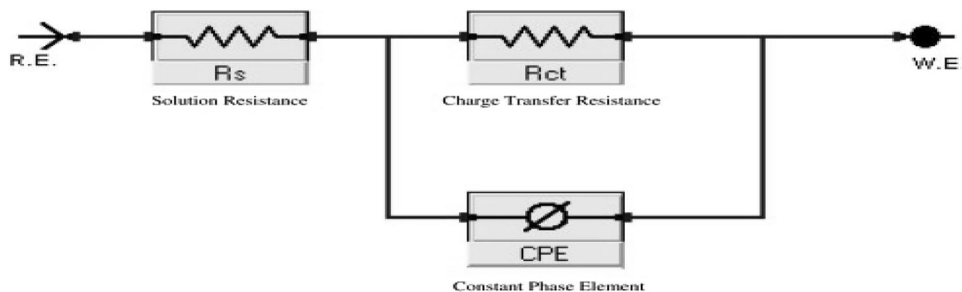 R.E.
Rs
Solution Resistance
Rct
Charge Transfer Resistance
W.E
CPE
Constant Phase Element